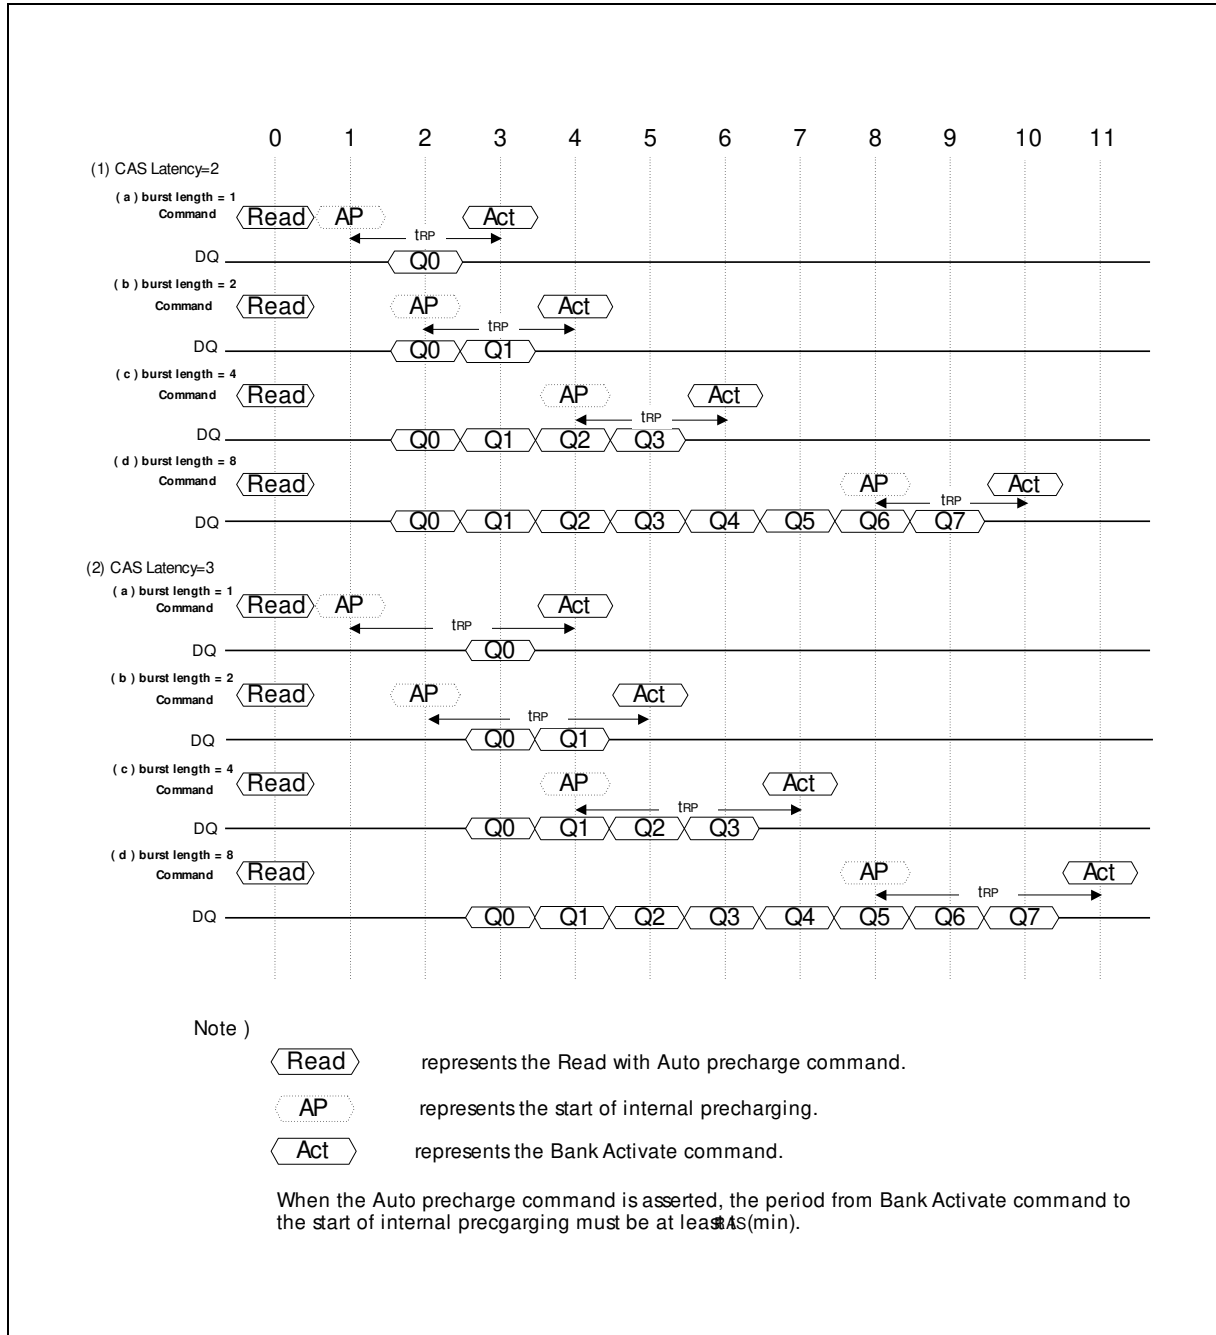 0 1 2 3 4 5 6 7 8 9 10 11
(1) CAS Latency=2
( a ) burst length = 1
Command Read AP Act
tRP
DQ Q0
( b ) burst length = 2
Command Read AP Act
tRP
DQ Q0 Q1
( c ) burst length = 4
Command Read AP Act
tRP
DQ Q0 Q1 Q2 Q3
( d ) burst length = 8
Command Read AP Act
tRP
DQ Q0 Q1 Q2 Q3 Q4 Q5 Q6 Q7
(2) CAS Latency=3
( a ) burst length = 1
Command Read AP Act
tRP
DQ Q0
( b ) burst length = 2
Command Read AP Act
tRP
DQ Q0 Q1
( c ) burst length = 4
Command Read AP Act
tRP
DQ Q0 Q1 Q2 Q3
( d ) burst length = 8
Command Read AP Act
tRP
DQ Q0 Q1 Q2 Q3 Q4 Q5 Q6 Q7
Note )
Read represents the Read with Auto precharge command.
AP represents the start of internal precharging.
Act represents the Bank Activate command.
When the Auto precharge command is asserted, the period from Bank Activate command to
the start of internal precgarging must be at least tRAS(min).